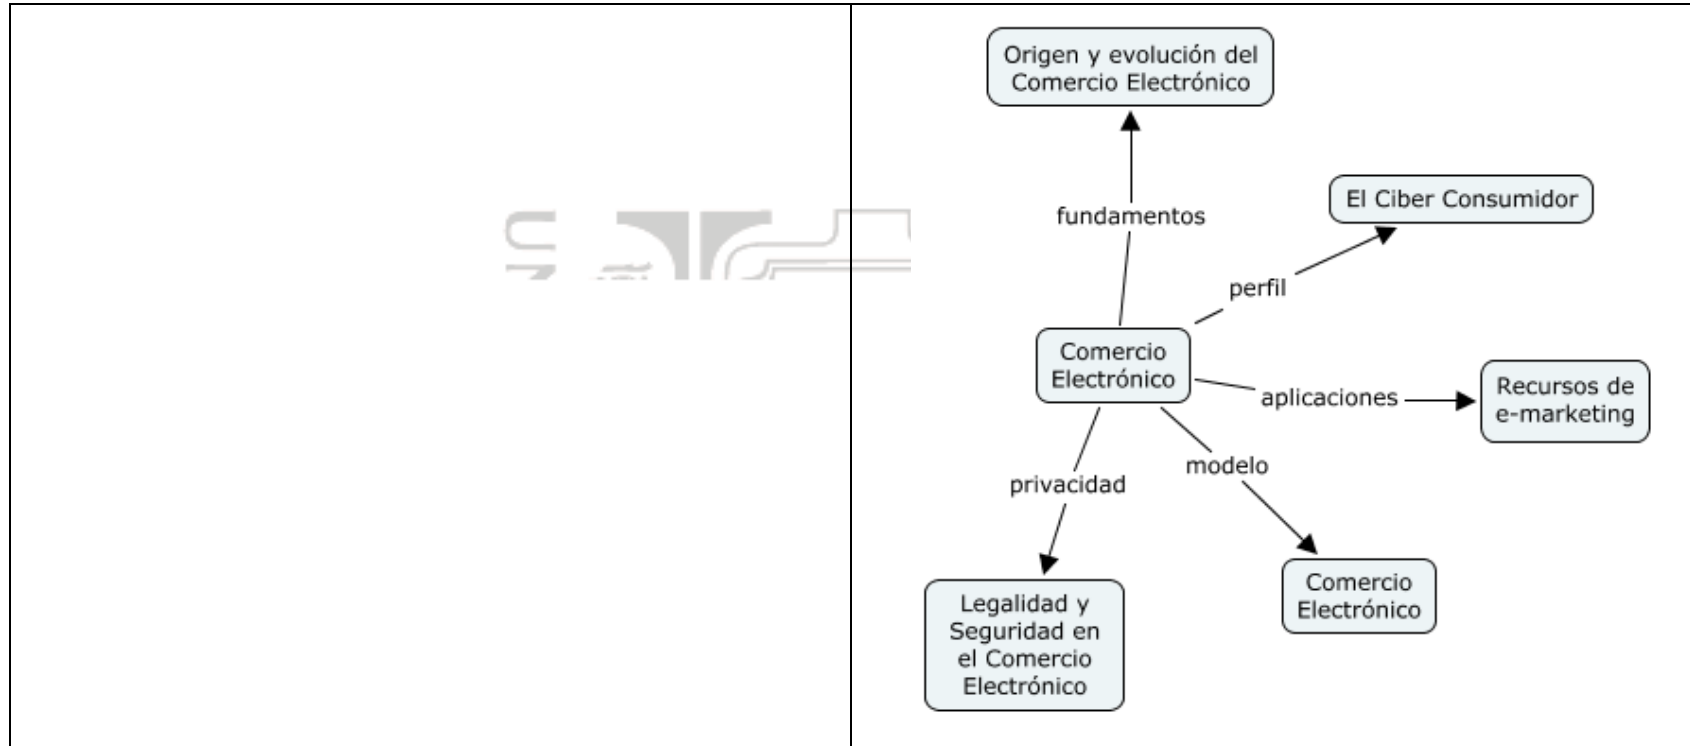 Origen y evolución del
Comercio Electrónico
fundamentos
El Ciber Consumidor
perfil
Comercio
Electrónico
aplicaciones
Recursos de
e-marketing
modelo
privacidad
Comercio
Electrónico
Legalidad y
Seguridad en
el Comercio
Electrónico